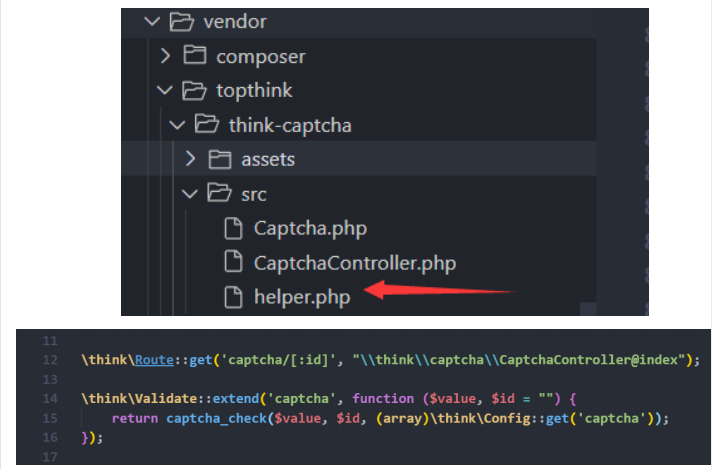 vendor
composer
topthink
think-captcha
assets
src
Captcha.php
CaptchaController.php
helper.php
11
12 \think\Route::get('captcha/[:id]', "\\think\\captcha\\CaptchaController@index");
13
14 \think\Validate::extend('captcha', function ($value, $id = "") {
15 return captcha_check($value, $id, (array)\think\Config::get('captcha'));
16 });
17